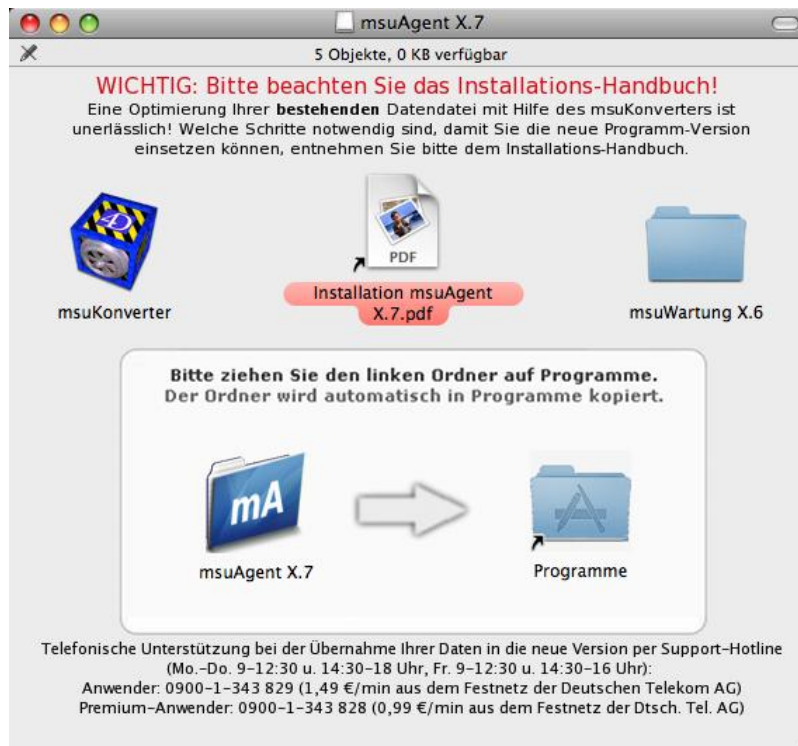 msuAgent X.7
5 Objekte, 0 KB verfügbar
WICHTIG: Bitte beachten Sie das Installations-Handbuch!
Eine Optimierung Ihrer bestehenden Datendatei mit Hilfe des msuKonverters ist
unerlässlich! Welche Schritte notwendig sind, damit Sie die neue Programm-Version
einsetzen können, entnehmen Sie bitte dem Installations-Handbuch.
4D
PDF
msuKonverter
Installation msuAgent
X.7.pdf
msuWartung X.6
Bitte ziehen Sie den linken Ordner auf Programme.
Der Ordner wird automatisch in Programme kopiert.
mA
msuAgent X.7
Programme
Telefonische Unterstützung bei der Übernahme Ihrer Daten in die neue Version per Support-Hotline
(Mo.-Do. 9-12:30 u. 14:30-18 Uhr, Fr. 9-12:30 u. 14:30-16 Uhr):
Anwender: 0900-1-343 829 (1,49 €/min aus dem Festnetz der Deutschen Telekom AG)
Premium-Anwender: 0900-1-343 828 (0,99 €/min aus dem Festnetz der Dtsch. Tel. AG)